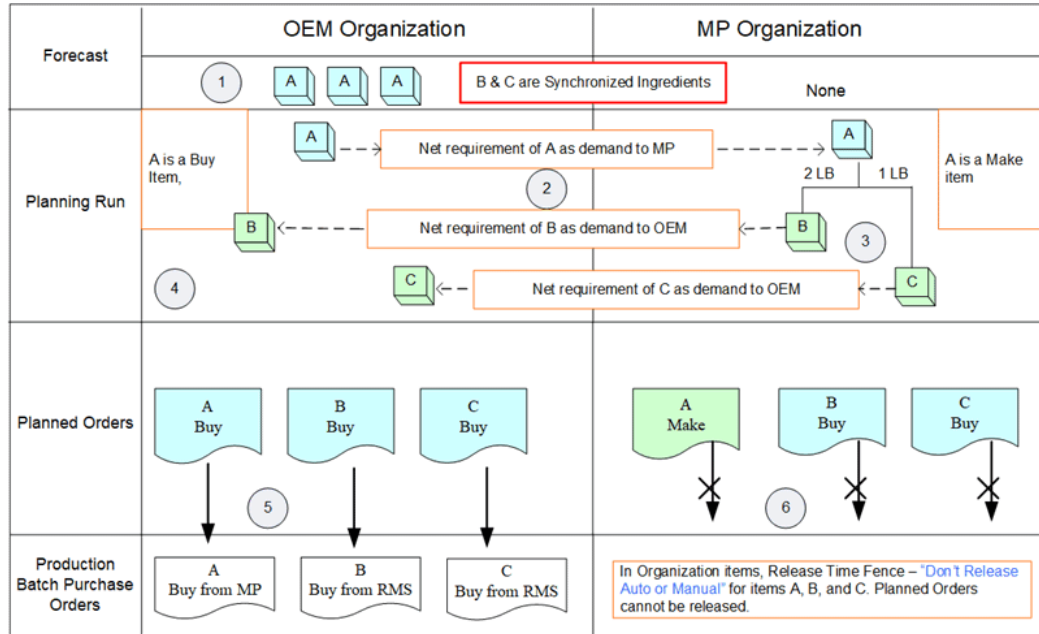 OEM Organization
MP Organization
Forecast
1
A
A
A
B & C are Synchronized Ingredients
None
Planning Run
A is a Buy
Item,
A
Net requirement of A as demand to MP
A
A is a Make
item
2 LB
1 LB
2
B
Net requirement of B as demand to OEM
B
3
4
C
Net requirement of C as demand to OEM
C
Planned Orders
A
Buy
B
Buy
C
Buy
A
Make
B
Buy
C
Buy
5
6
Production
Batch Purchase
Orders
A
Buy from MP
B
Buy from RMS
C
Buy from RMS
In Organization items, Release Time Fence – “Don’t Release
Auto or Manual” for items A, B, and C. Planned Orders
cannot be released.